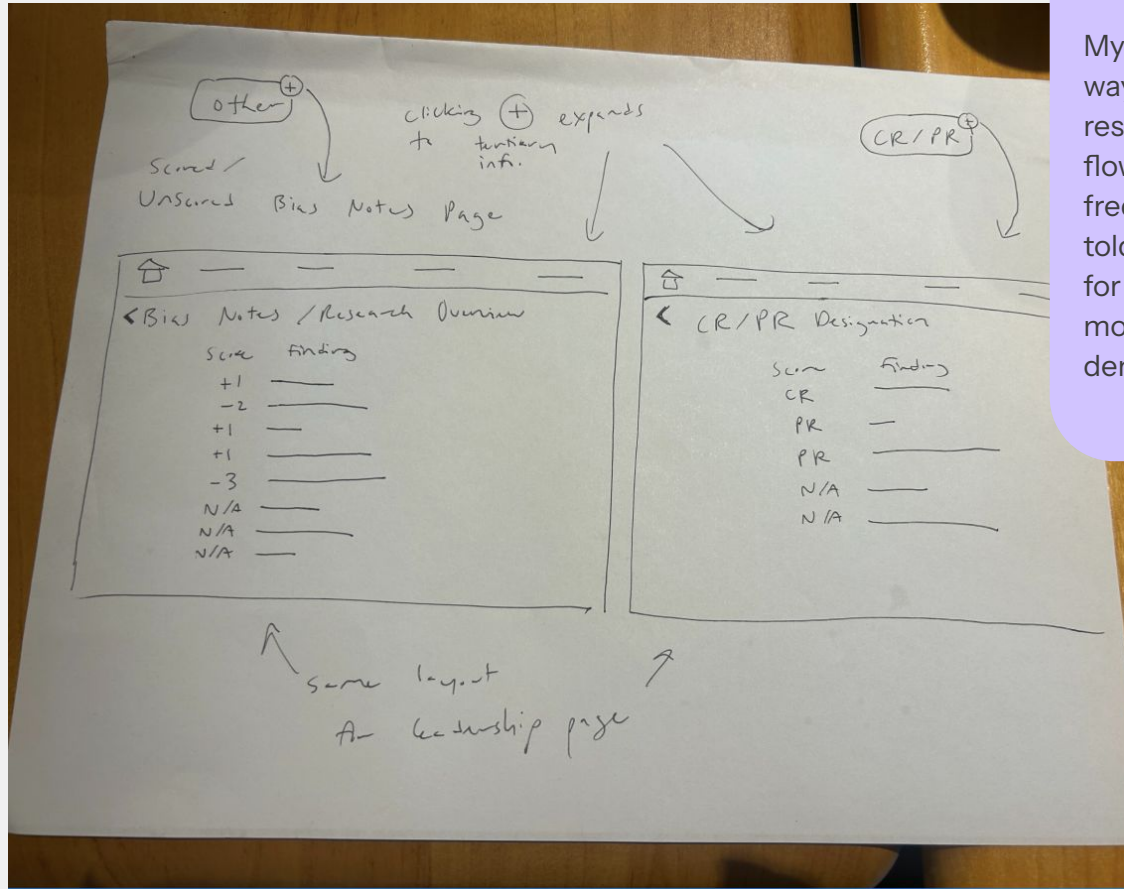 other +
clicking + expands
to tertiary
info.
CR/PR +
Scored/
Unscored Bias Notes Page
< Bias Notes / Research Overview
Score Finding
+1
-2
+1
+1
-3
N/A
N/A
N/A
< CR/PR Designation
Score Finding
CR
PR
PR
N/A
N/A
same layout
for leadership page
My
way
res
flow
free
told
for
mo
der